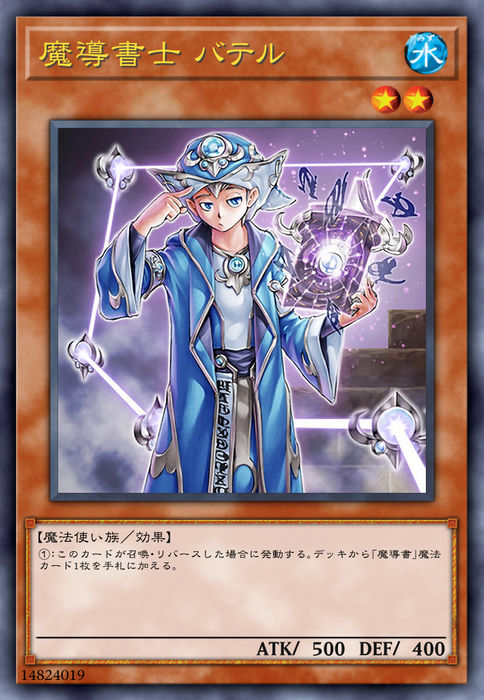 魔導書士 バテル
みず
水
【魔法使い族／効果】
①：このカードが召喚・リバースした場合に発動する。デッキから「魔導書」魔法
カード1枚を手札に加える。
ATK/ 500 DEF/ 400
14824019